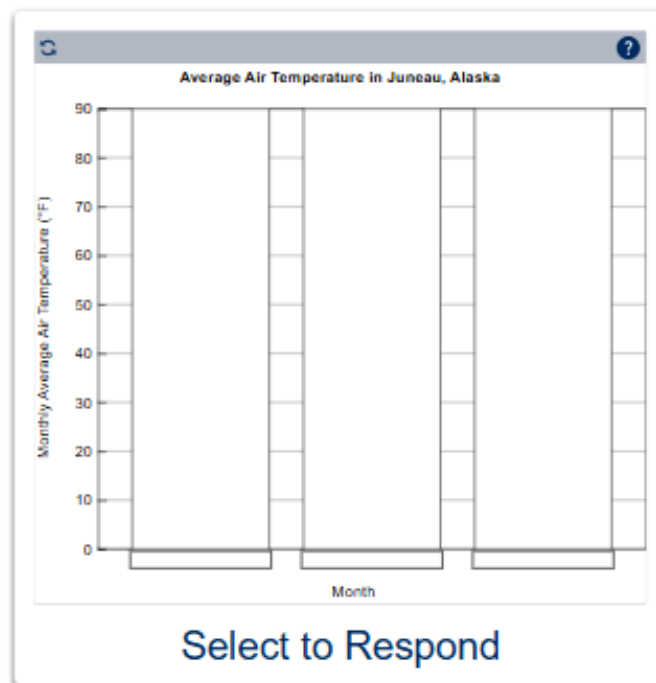 ?
Average Air Temperature in Juneau, Alaska
Monthly Average Air Temperature (°F)
90
80
70
60
50
40
30
20
10
0
Month
Select to Respond